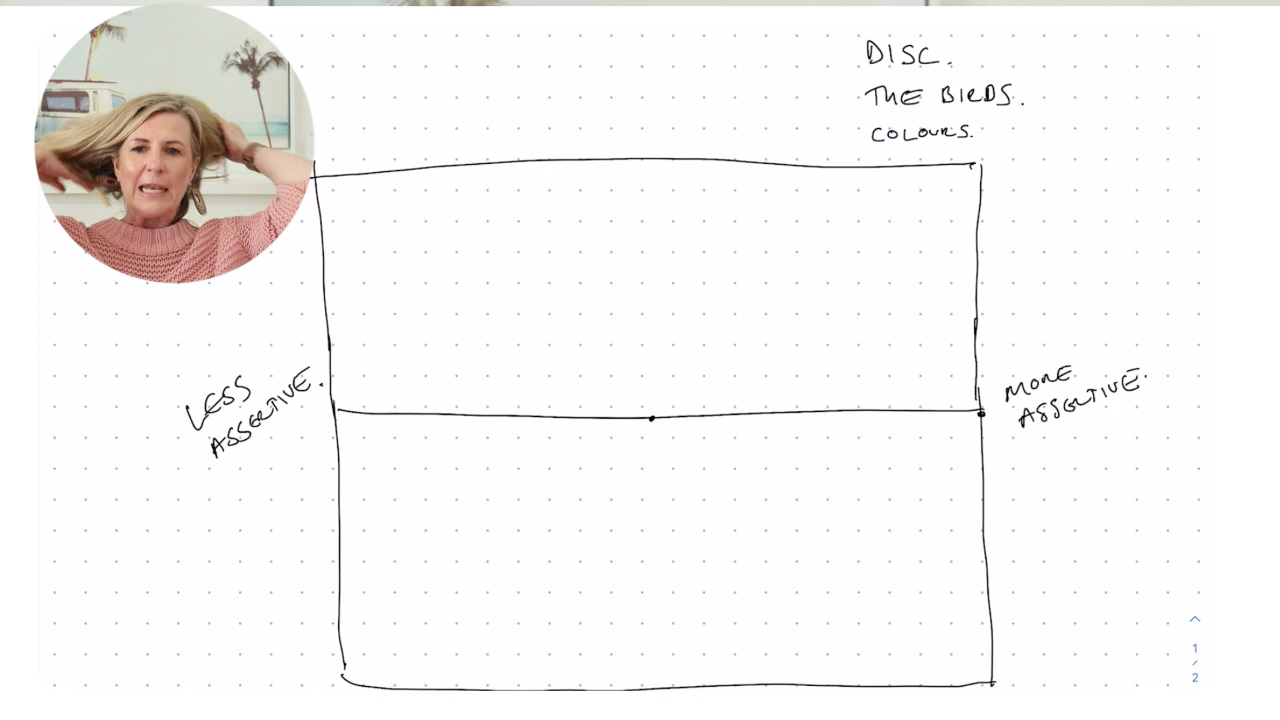 DISC.
THE BIRDS.
COLOURS.
LESS
ASSERTIVE.
MORE
ASSERTIVE.
1
/
2